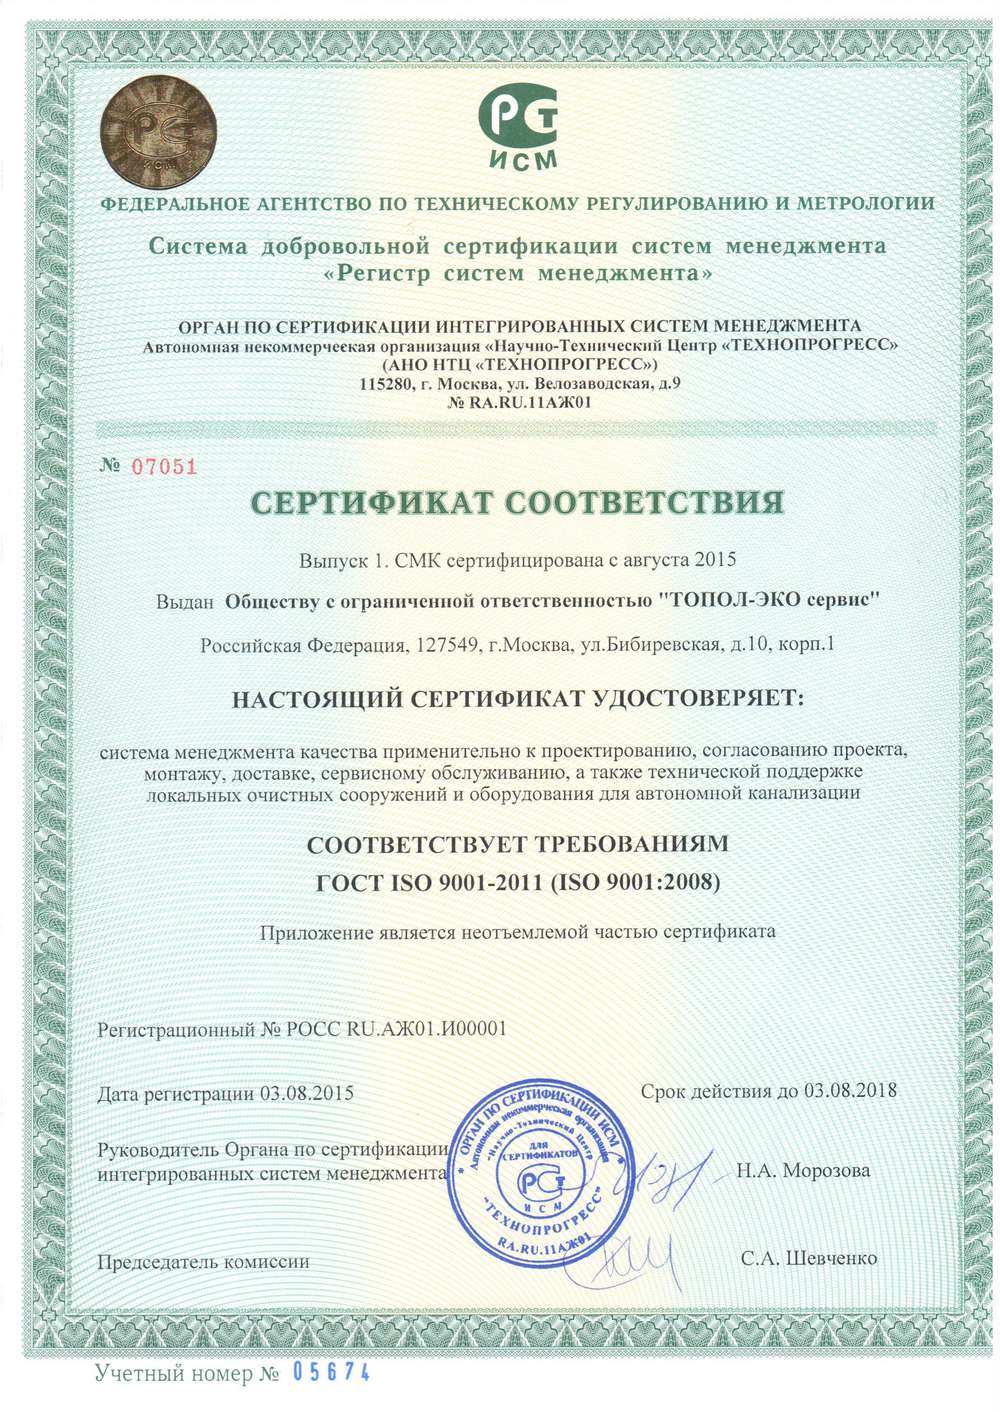 РСТ
ИСМ
РСТ
ИСМ
ФЕДЕРАЛЬНОЕ АГЕНТСТВО ПО ТЕХНИЧЕСКОМУ РЕГУЛИРОВАНИЮ И МЕТРОЛОГИИ
Система добровольной сертификации систем менеджмента
«Регистр систем менеджмента»
ОРГАН ПО СЕРТИФИКАЦИИ ИНТЕГРИРОВАННЫХ СИСТЕМ МЕНЕДЖМЕНТА
Автономная некоммерческая организация «Научно-Технический Центр «ТЕХНОПРОГРЕСС»
(АНО НТЦ «ТЕХНОПРОГРЕСС»)
115280, г. Москва, ул. Велозаводская, д.9
№ RA.RU.11АЖ01
№ 07051
СЕРТИФИКАТ СООТВЕТСТВИЯ
Выпуск 1. СМК сертифицирована с августа 2015
Выдан Обществу с ограниченной ответственностью "ТОПОЛ-ЭКО сервис"
Российская Федерация, 127549, г.Москва, ул.Бибиревская, д.10, корп.1
НАСТОЯЩИЙ СЕРТИФИКАТ УДОСТОВЕРЯЕТ:
система менеджмента качества применительно к проектированию, согласованию проекта,
монтажу, доставке, сервисному обслуживанию, а также технической поддержке
локальных очистных сооружений и оборудования для автономной канализации
СООТВЕТСТВУЕТ ТРЕБОВАНИЯМ
ГОСТ ISO 9001-2011 (ISO 9001:2008)
Приложение является неотъемлемой частью сертификата
Регистрационный № РОСС RU.АЖ01.И00001
Дата регистрации 03.08.2015
Срок действия до 03.08.2018
Руководитель Органа по сертификации
интегрированных систем менеджмента
Н.А. Морозова
* ОРГАН ПО СЕРТИФИКАЦИИ ИСМ *
Автономная некоммерческая организация
"Научно-Технический Центр
"ТЕХНОПРОГРЕСС"
ДЛЯ
СЕРТИФИКАТОВ
РСТ
ИСМ
RA.RU.11АЖ01
Председатель комиссии
С.А. Шевченко
Учетный номер № 05674